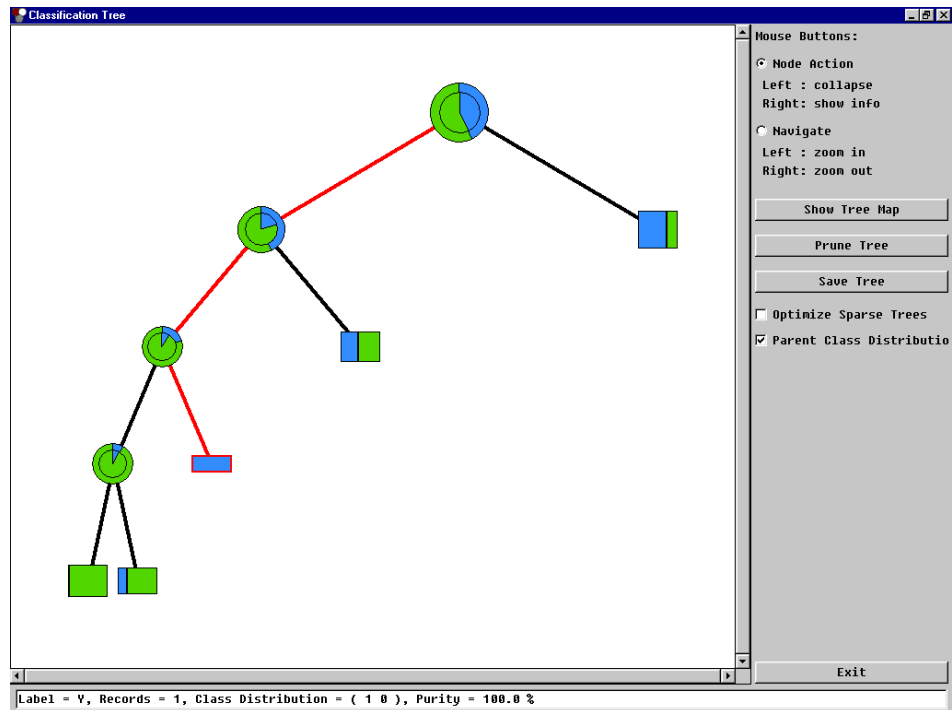 Classification Tree
Mouse Buttons:
Node Action
Left : collapse
Right: show info
Navigate
Left : zoom in
Right: zoom out
Show Tree Map
Prune Tree
Save Tree
Optimize Sparse Trees
Parent Class Distributio
Exit
Label = Y, Records = 1, Class Distribution = ( 1 0 ), Purity = 100.0 %